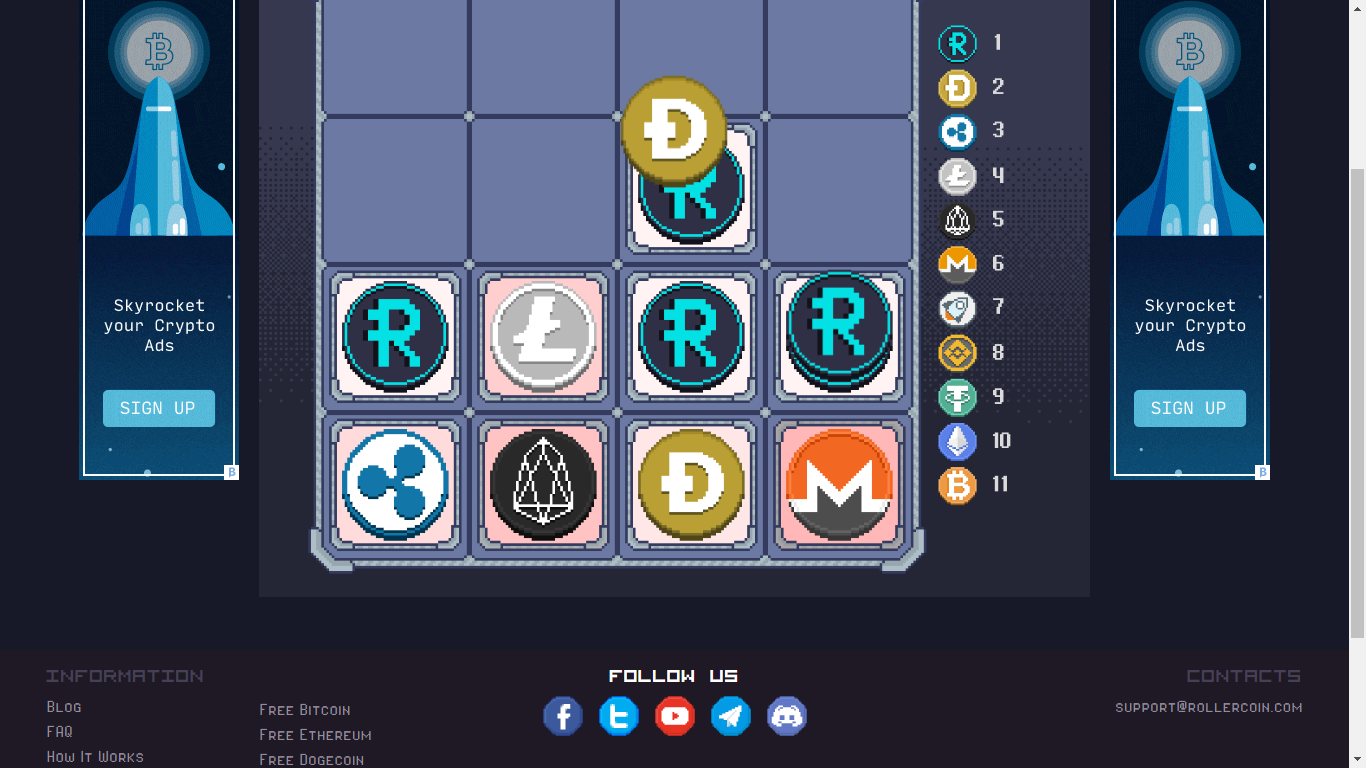 1
2
3
4
5
6
7
8
9
10
11
Skyrocket
your Crypto
Ads
SIGN UP
Skyrocket
your Crypto
Ads
SIGN UP
INFORMATION
Blog
FAQ
How It Works
Free Bitcoin
Free Ethereum
Free Dogecoin
FOLLOW US
CONTACTS
support@rollercoin.com